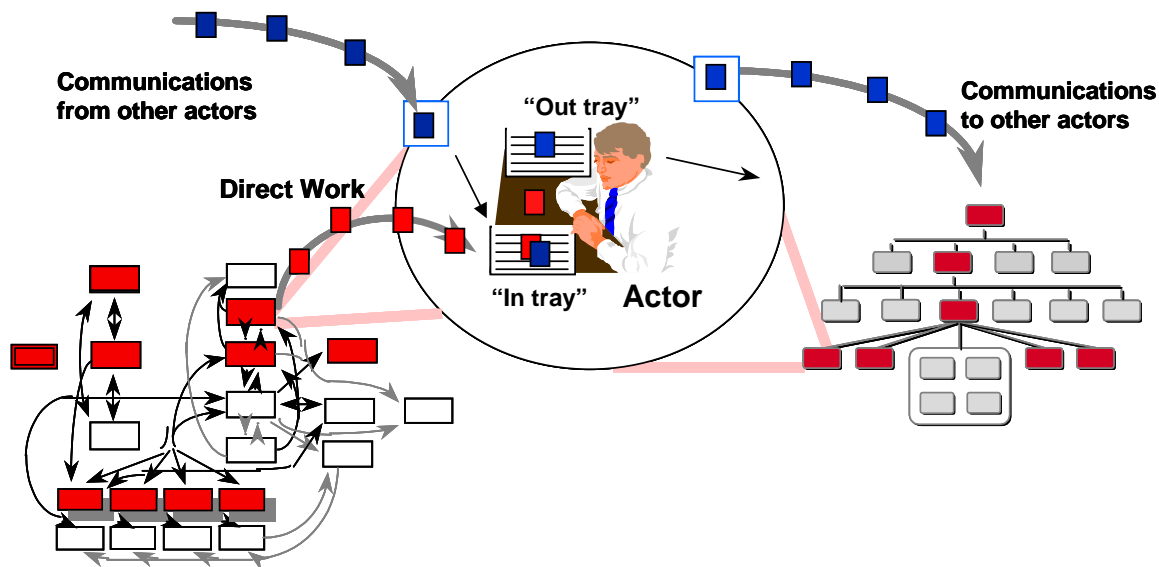 Communications
from other actors
“Out tray”
Communications
to other actors
Direct Work
“In tray”
Actor